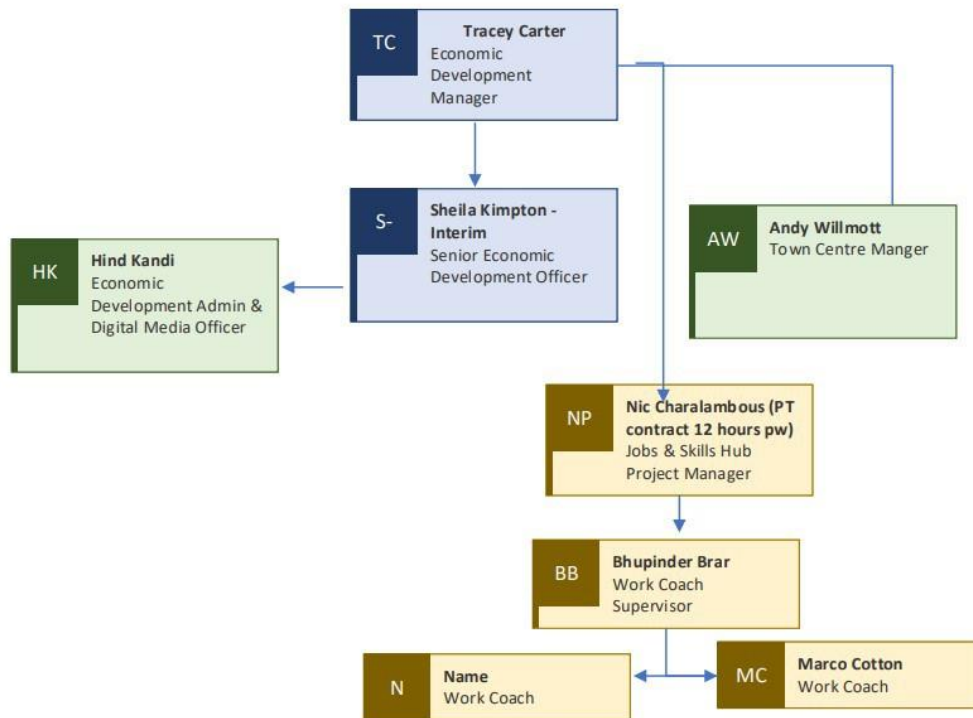 TC
Tracey Carter
Economic
Development
Manager
S-
Sheila Kimpton -
Interim
Senior Economic
Development Officer
AW
Andy Willmott
Town Centre Manger
HK
Hind Kandi
Economic
Development Admin &
Digital Media Officer
NP
Nic Charalambous (PT
contract 12 hours pw)
Jobs & Skills Hub
Project Manager
BB
Bhupinder Brar
Work Coach
Supervisor
N
Name
Work Coach
MC
Marco Cotton
Work Coach